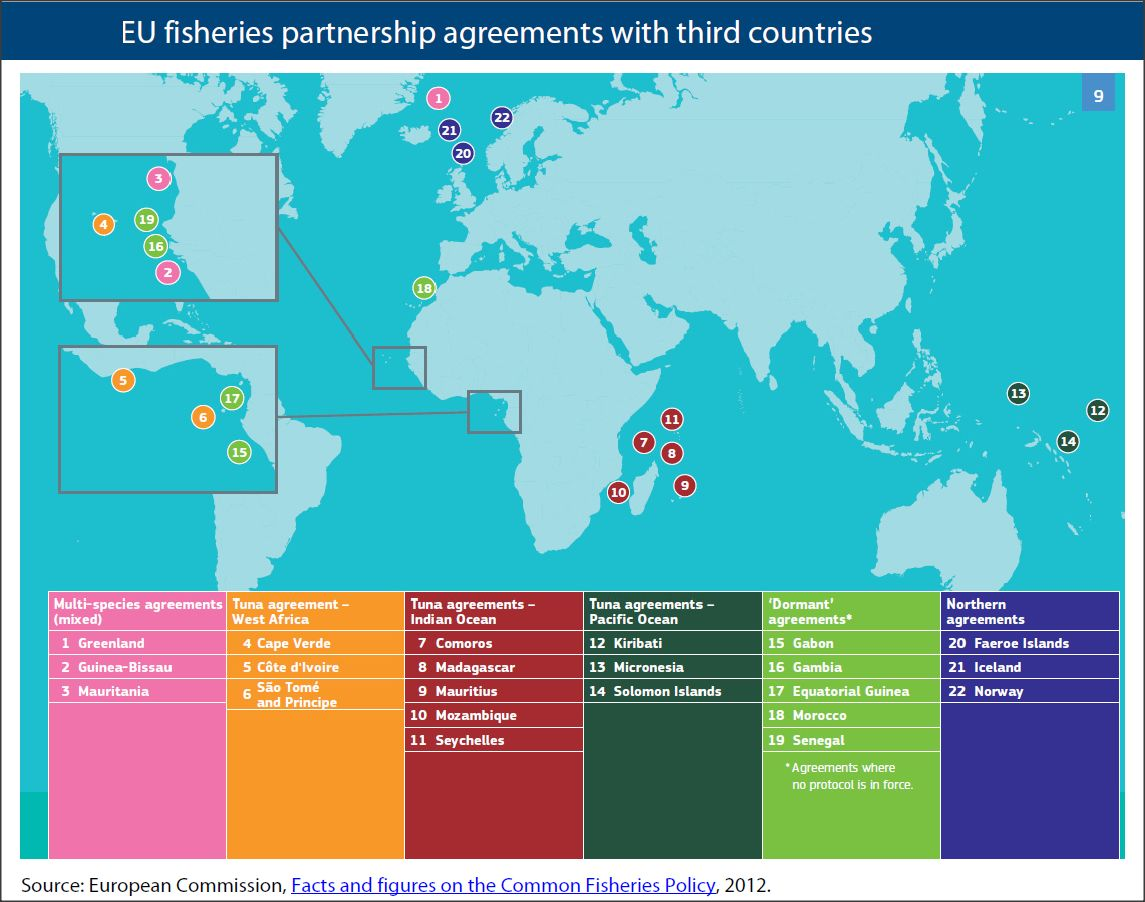 EU fisheries partnership agreements with third countries
9
1
22
21
20
3
4
19
16
2
18
5
17
6
15
13
12
14
11
7
8
9
10
Multi-species agreements
(mixed)
1 Greenland
2 Guinea-Bissau
3 Mauritania
Tuna agreement –
West Africa
4 Cape Verde
5 Côte d'Ivoire
6 São Tomé
and Principe
Tuna agreements –
Indian Ocean
7 Comoros
8 Madagascar
9 Mauritius
10 Mozambique
11 Seychelles
Tuna agreements –
Pacific Ocean
12 Kiribati
13 Micronesia
14 Solomon Islands
‘Dormant’
agreements*
15 Gabon
16 Gambia
17 Equatorial Guinea
18 Morocco
19 Senegal
* Agreements where
no protocol is in force.
Northern
agreements
20 Faeroe Islands
21 Iceland
22 Norway
Source: European Commission, Facts and figures on the Common Fisheries Policy, 2012.